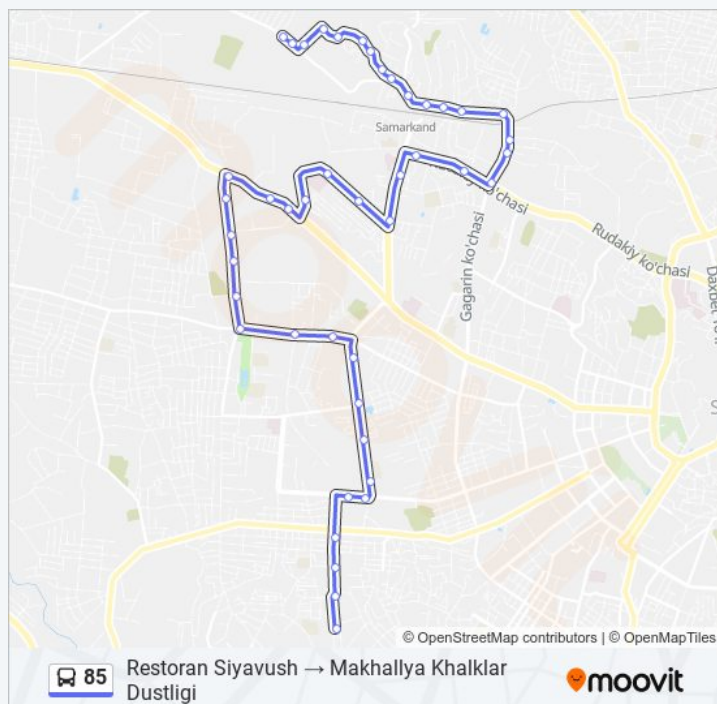 Samarkand
ko'chasi
Rudakiy ko'chasi
Gagarin ko'chasi
© OpenStreetMap contributors | © OpenMapTiles
85
Restoran Siyavush → Makhallya Khalklar
Dustligi
moovit